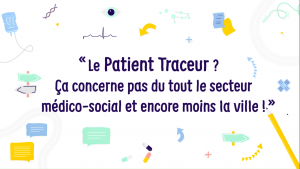 « Le Patient Traceur ?
Ça concerne pas du tout le secteur
médico-social et encore moins la ville ! »